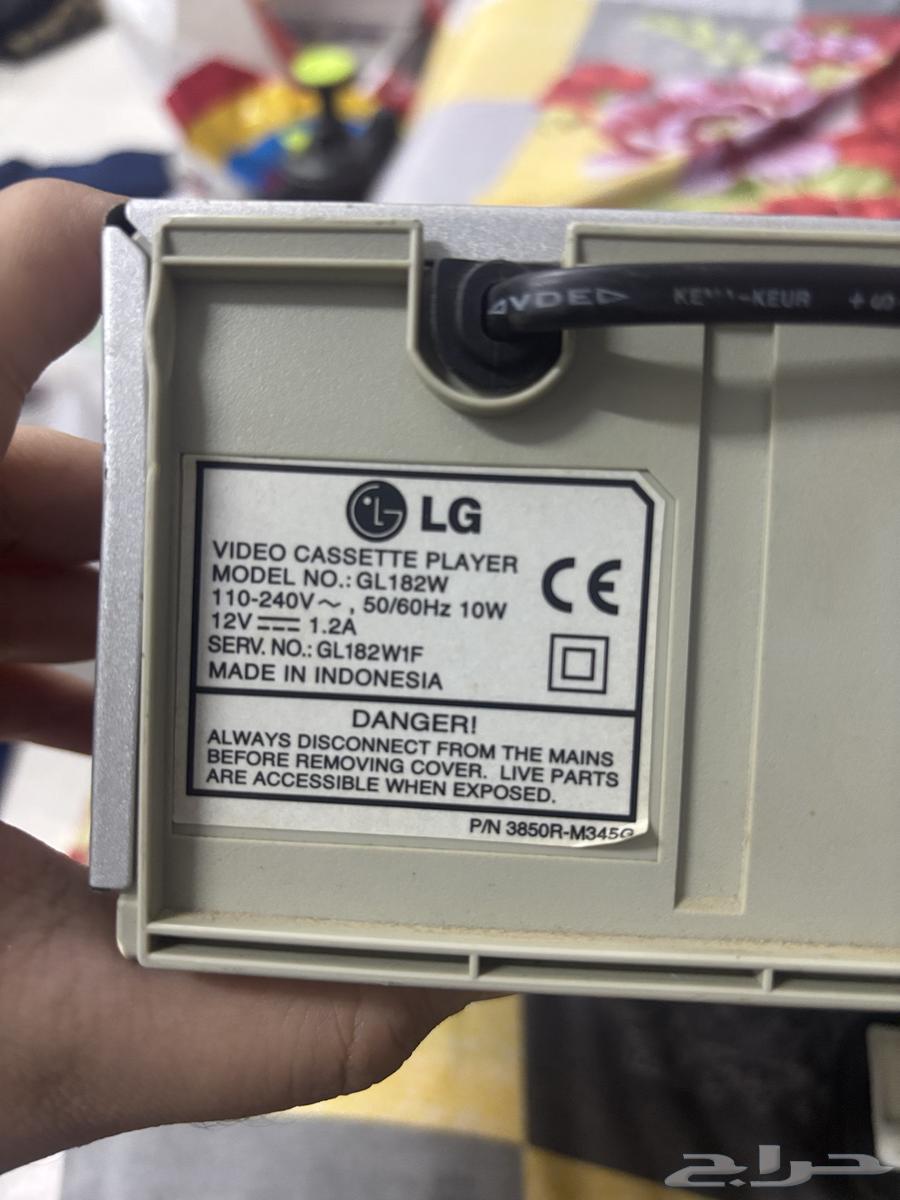 VDE KEMA-KEUR
LG
VIDEO CASSETTE PLAYER
MODEL NO.: GL182W
110-240V~, 50/60Hz 10W
12V 1.2A
SERV. NO.: GL182W1F
MADE IN INDONESIA
CE
DANGER!
ALWAYS DISCONNECT FROM THE MAINS
BEFORE REMOVING COVER. LIVE PARTS
ARE ACCESSIBLE WHEN EXPOSED.
P/N 3850R-M345G
حراج